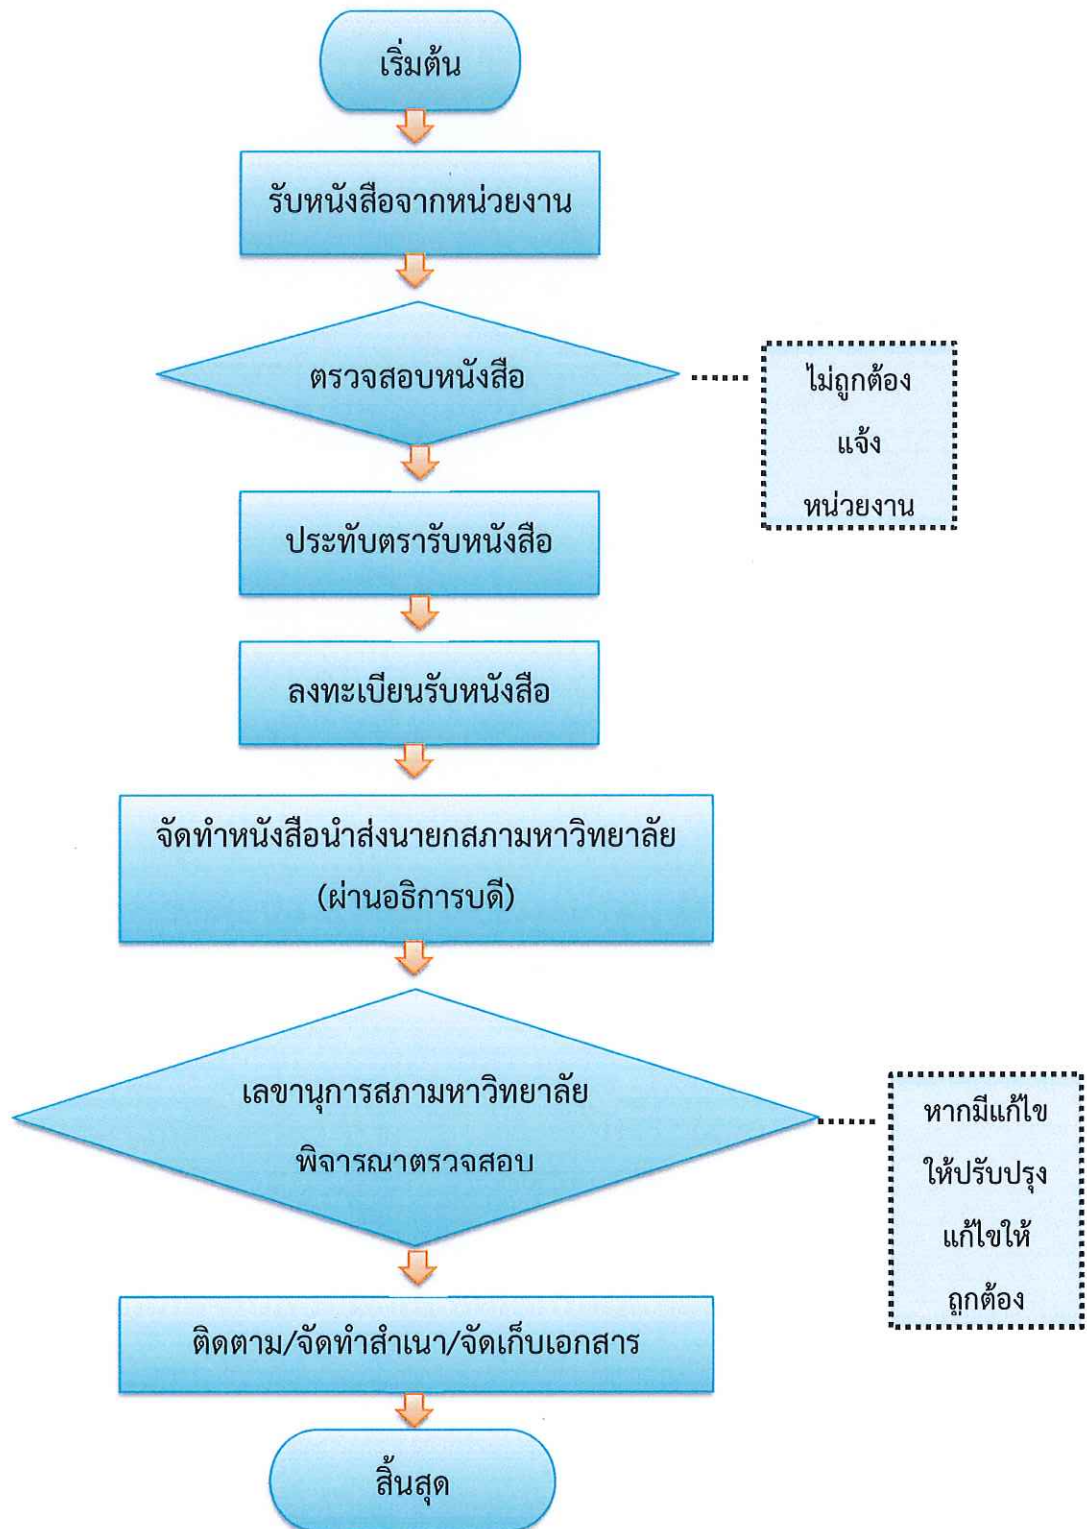 เริ่มต้น
รับหนังสือจากหน่วยงาน
ตรวจสอบหนังสือ
ไม่ถูกต้อง
แจ้ง
หน่วยงาน
ประทับตรารับหนังสือ
ลงทะเบียนรับหนังสือ
จัดทำหนังสือนำส่งนายกสภามหาวิทยาลัย
(ผ่านอธิการบดี)
เลขานุการสภามหาวิทยาลัย
พิจารณาตรวจสอบ
หากมีแก้ไข
ให้ปรับปรุง
แก้ไขให้
ถูกต้อง
ติดตาม/จัดทำสำเนา/จัดเก็บเอกสาร
สิ้นสุด